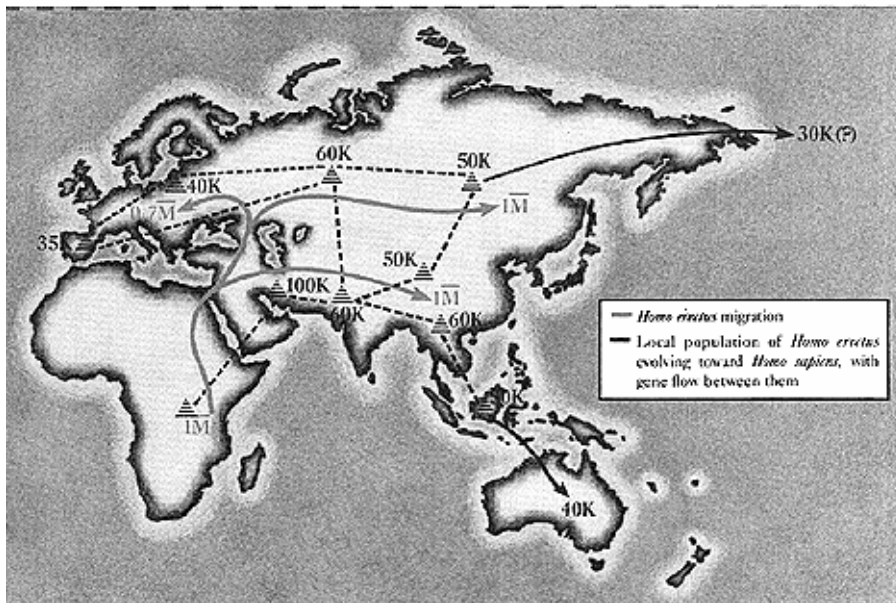 30K(?)
60K
50K
40K
1M
0.7M
35K
50K
100K
1M
60K
60K
1M
40K
Homo erectus migration
Local population of Homo erectus
evolving toward Homo sapiens, with
gene flow between them